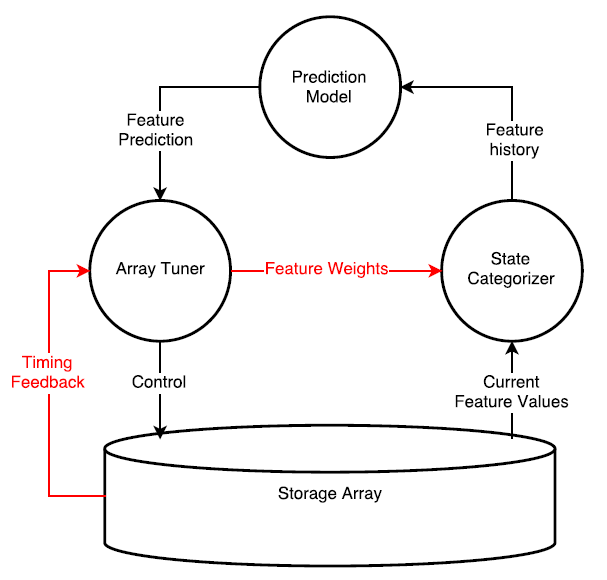 Prediction
Model
Feature
Prediction
Feature
history
Array Tuner
Feature Weights
State
Categorizer
Timing
Feedback
Control
Current
Feature Values
Storage Array